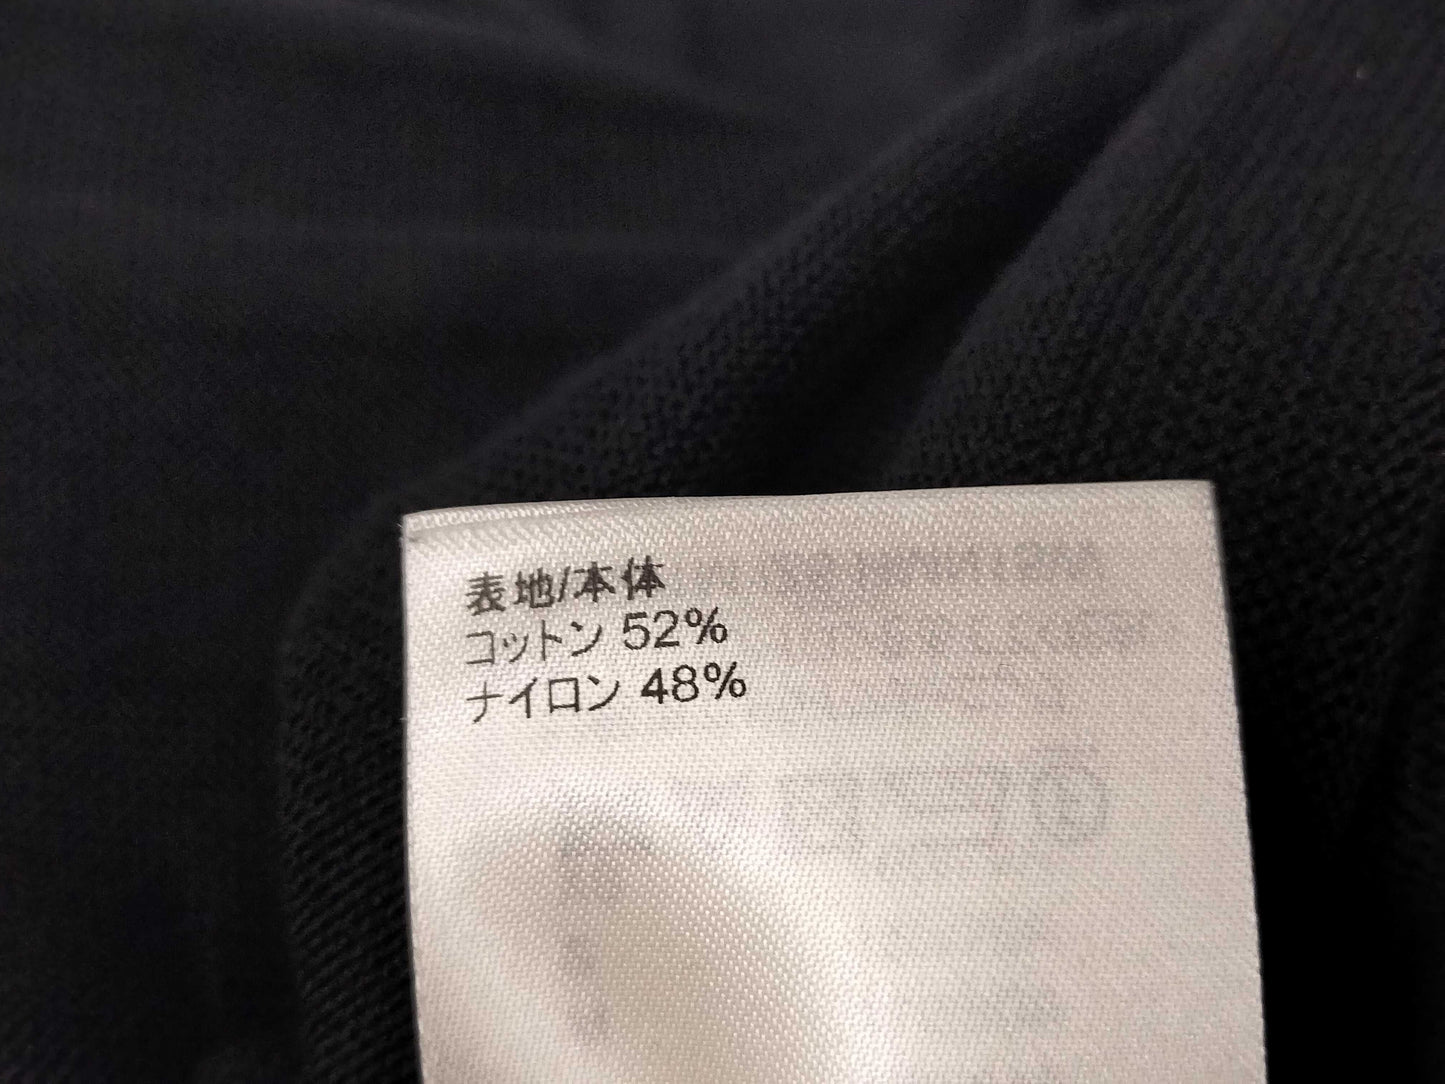 表地/本体
コットン 52%
ナイロン 48%